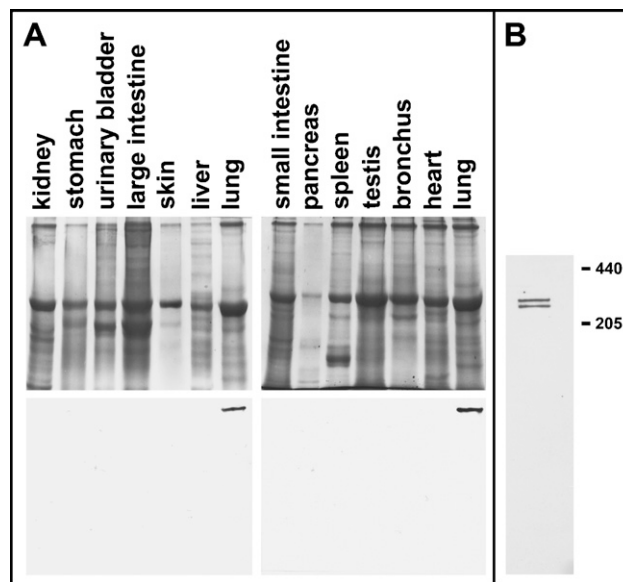 A
B
kidney
stomach
urinary bladder
large intestine
skin
liver
lung
small intestine
pancreas
spleen
testis
bronchus
heart
lung
- 440
- 205